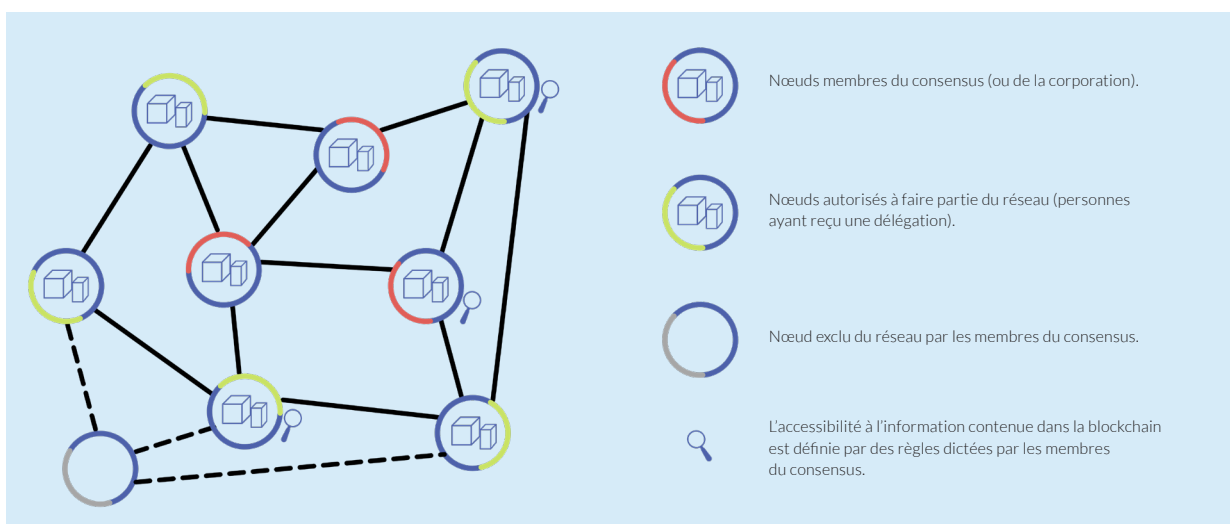 Nœuds membres du consensus (ou de la corporation).
Nœuds autorisés à faire partie du réseau (personnes
ayant reçu une délégation).
Nœud exclu du réseau par les membres du consensus.
L’accessibilité à l’information contenue dans la blockchain
est définie par des règles dictées par les membres
du consensus.